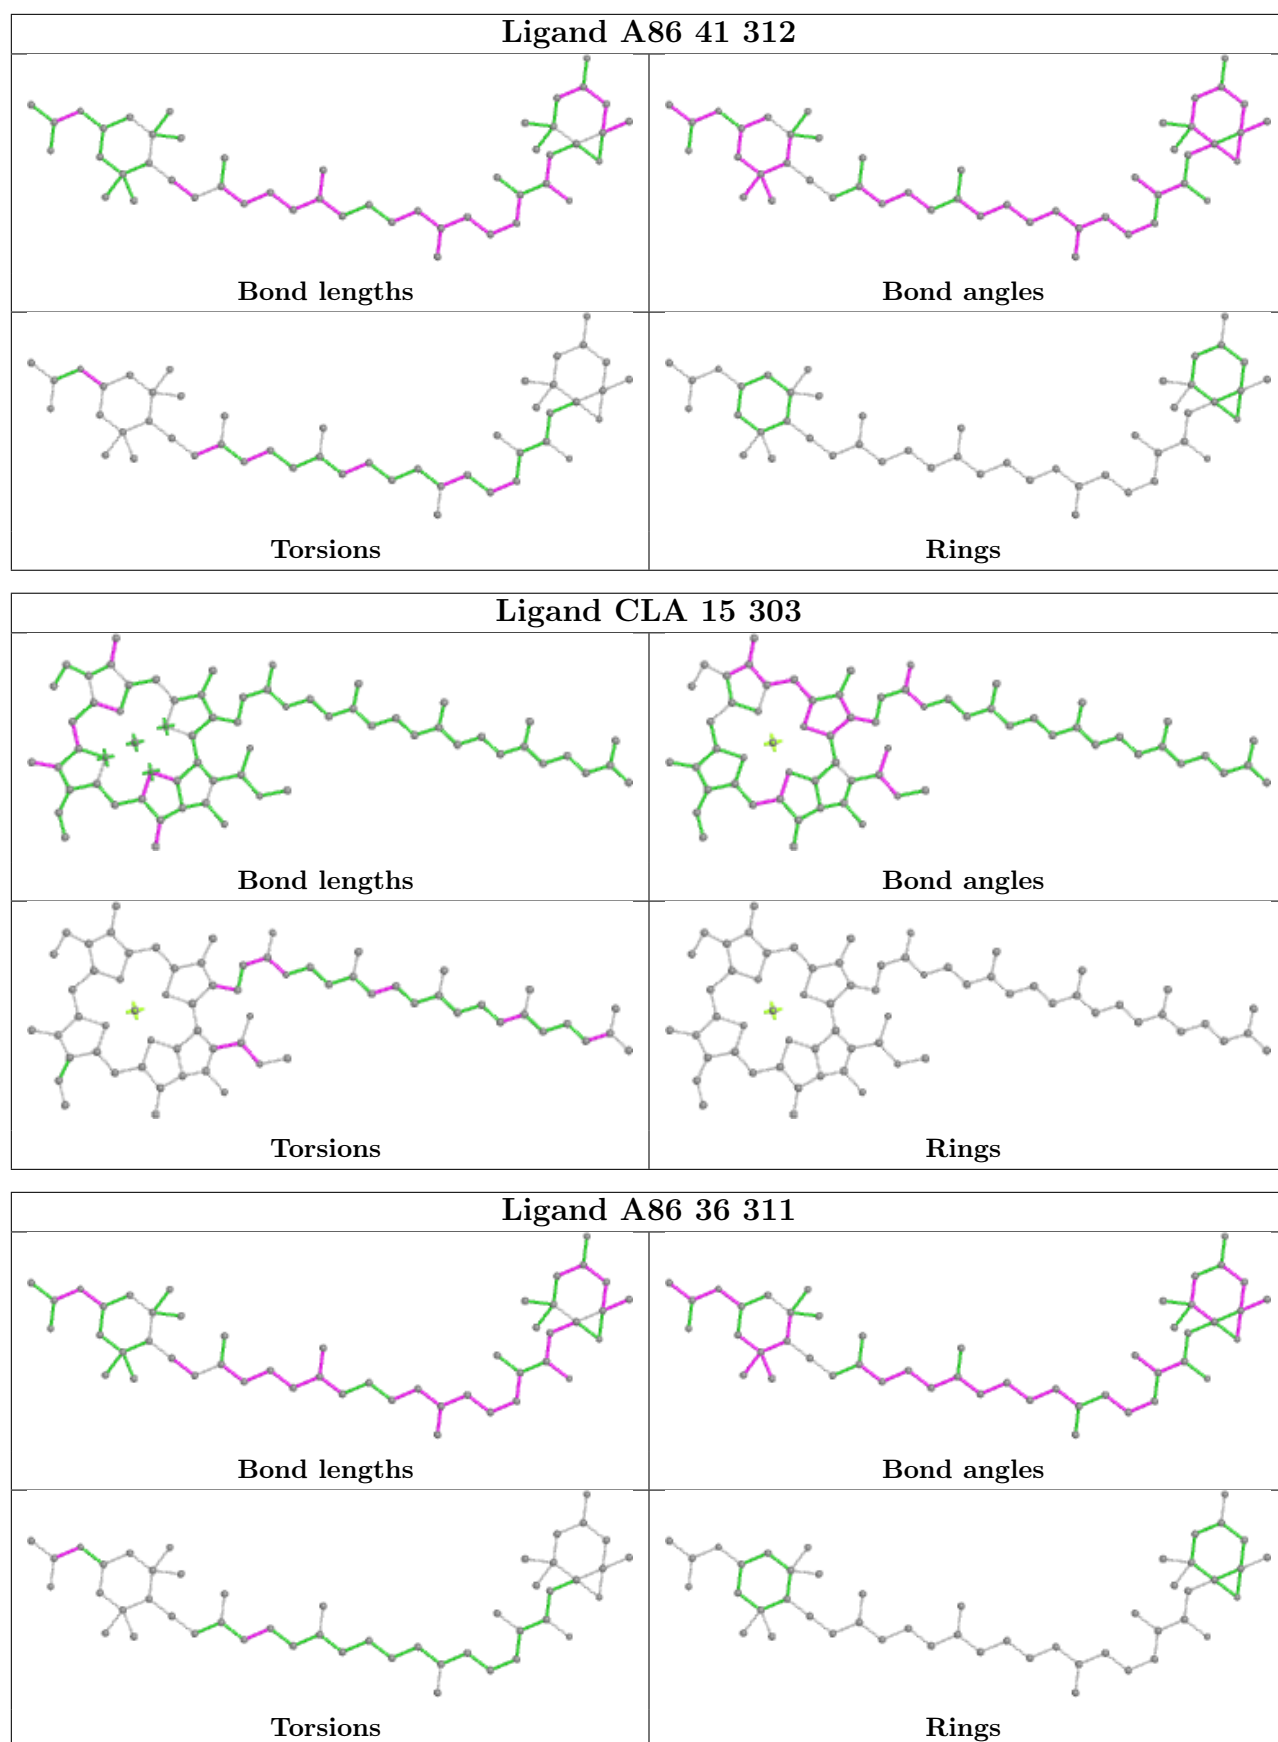 Ligand A86 41 312
Bond lengths
Bond angles
Torsions
Rings
Ligand CLA 15 303
Bond lengths
Bond angles
Torsions
Rings
Ligand A86 36 311
Bond lengths
Bond angles
Torsions
Rings